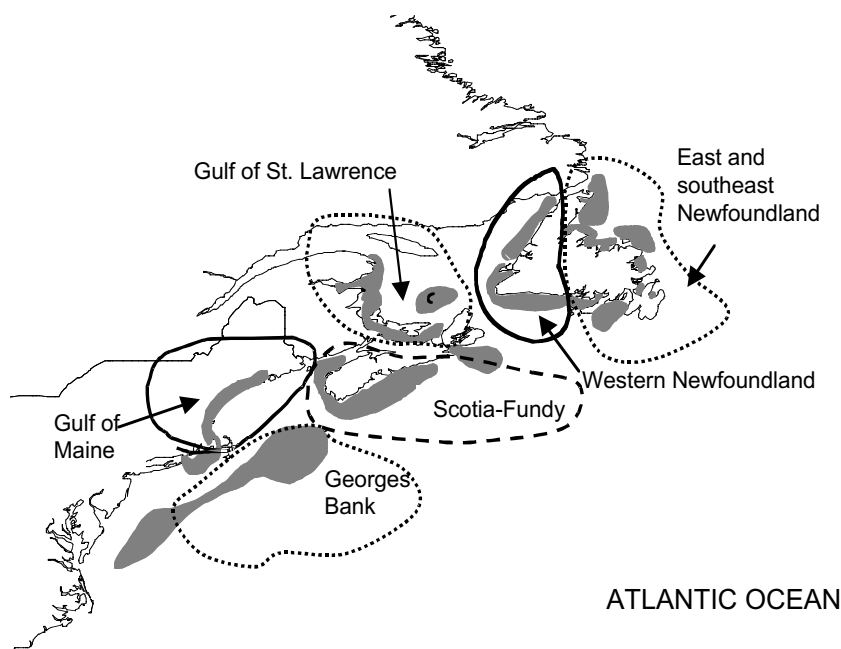 East and
southeast
Newfoundland
Gulf of St. Lawrence
Western Newfoundland
Scotia-Fundy
Gulf of
Maine
Georges
Bank
ATLANTIC OCEAN